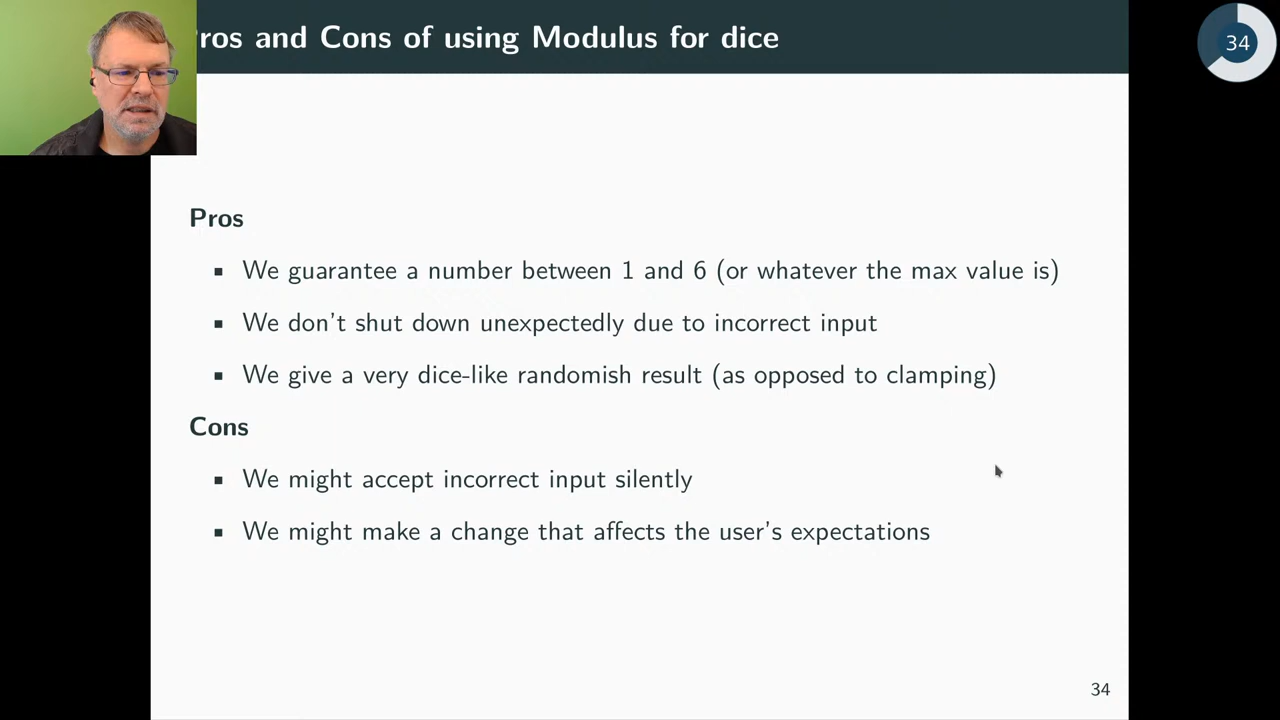 ros and Cons of using Modulus for dice
34
Pros
▪ We guarantee a number between 1 and 6 (or whatever the max value is)
▪ We don't shut down unexpectedly due to incorrect input
▪ We give a very dice-like randomish result (as opposed to clamping)
Cons
▪ We might accept incorrect input silently
▪ We might make a change that affects the user's expectations
34